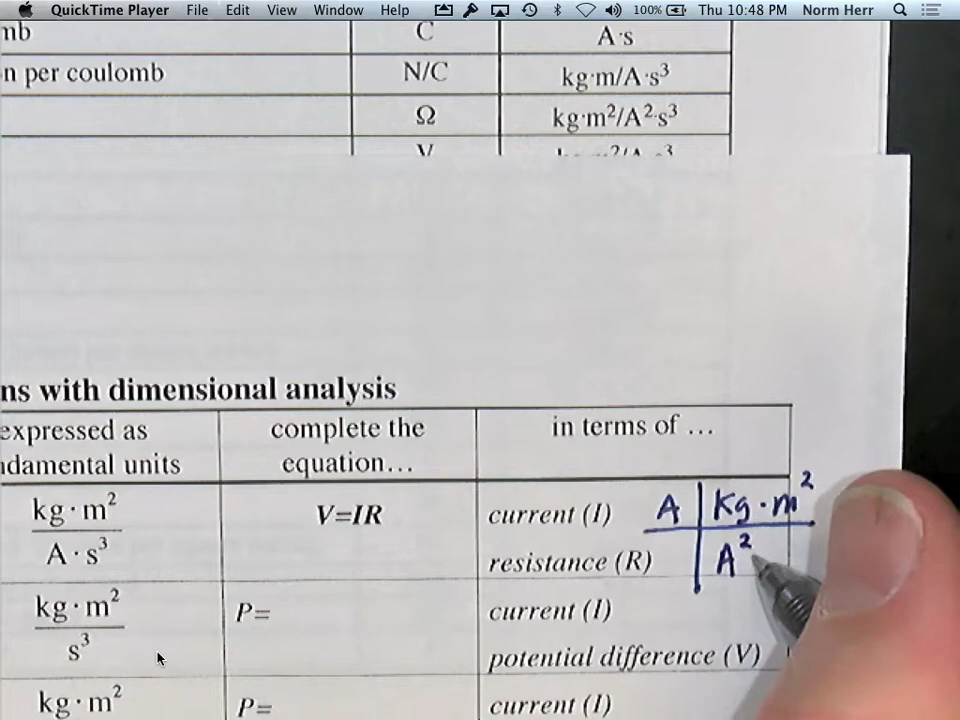 QuickTime Player File Edit View Window Help 100% Thu 10:48 PM Norm Herr
mb C A·s
n per coulomb N/C kg·m/A·s³
Ω kg·m²/A²·s³
V
ns with dimensional analysis
expressed as complete the in terms of ...
ndamental units equation...
kg·m² V=IR current (I) A | Kg·m²
A·s³ resistance (R) A²
kg·m² P= current (I)
s³ potential difference (V)
kg·m² P= current (I)